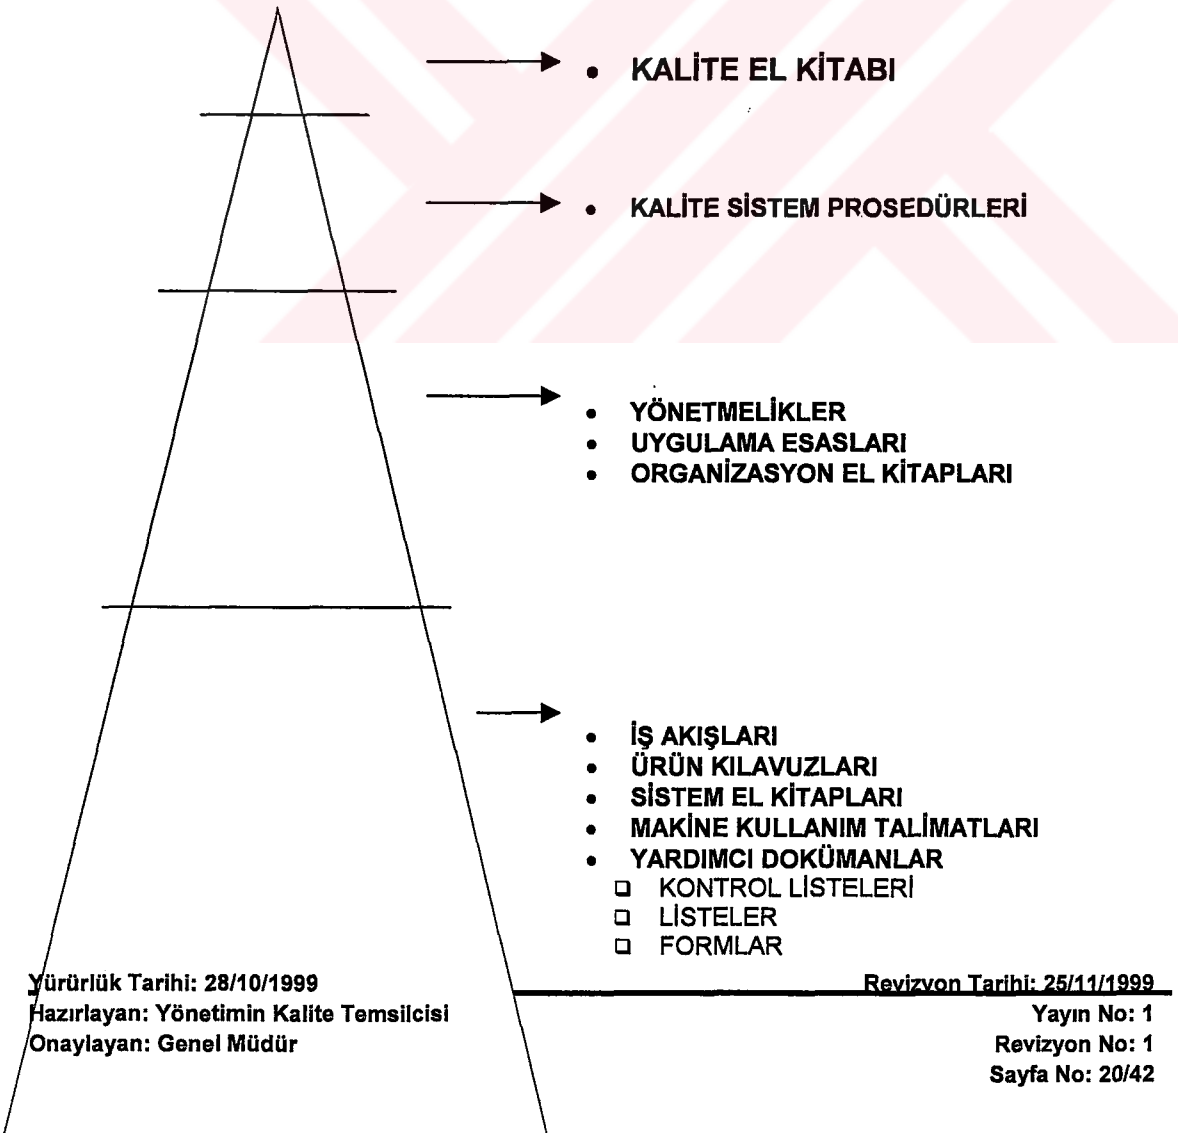 • KALİTE EL KİTABI
• KALİTE SİSTEM PROSEDÜRLERİ
• YÖNETMELİKLER
• UYGULAMA ESASLARI
• ORGANİZASYON EL KİTAPLARI
• İŞ AKIŞLARI
• ÜRÜN KILAVUZLARI
• SİSTEM EL KİTAPLARI
• MAKİNE KULLANIM TALİMATLARI
• YARDIMCI DOKÜMANLAR
❑ KONTROL LİSTELERİ
❑ LİSTELER
❑ FORMLAR
Yürürlük Tarihi: 28/10/1999
Hazırlayan: Yönetimin Kalite Temsilcisi
Onaylayan: Genel Müdür
Revizyon Tarihi: 25/11/1999
Yayın No: 1
Revizyon No: 1
Sayfa No: 20/42